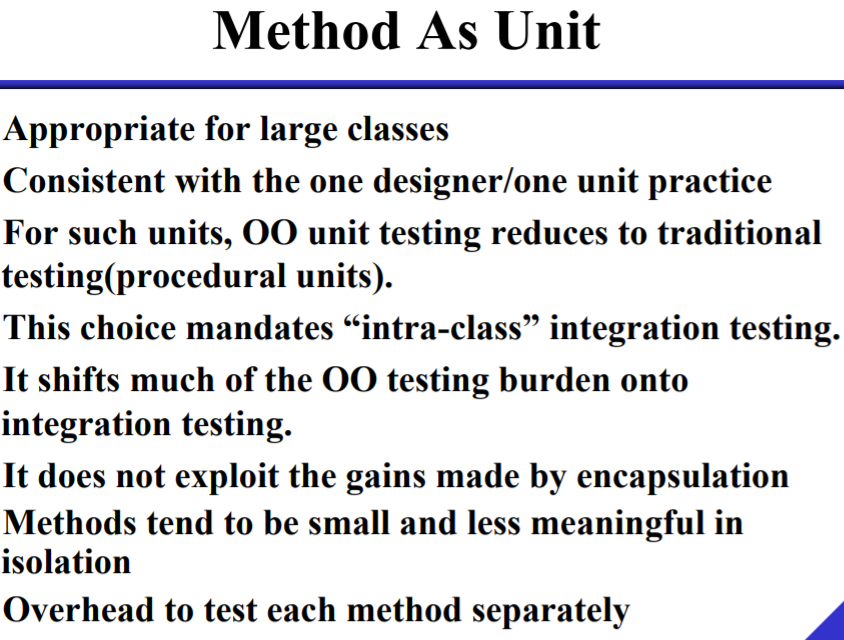 Method As Unit
Appropriate for large classes
Consistent with the one designer/one unit practice
For such units, OO unit testing reduces to traditional
testing(procedural units).
This choice mandates “intra-class” integration testing.
It shifts much of the OO testing burden onto
integration testing.
It does not exploit the gains made by encapsulation
Methods tend to be small and less meaningful in
isolation
Overhead to test each method separately